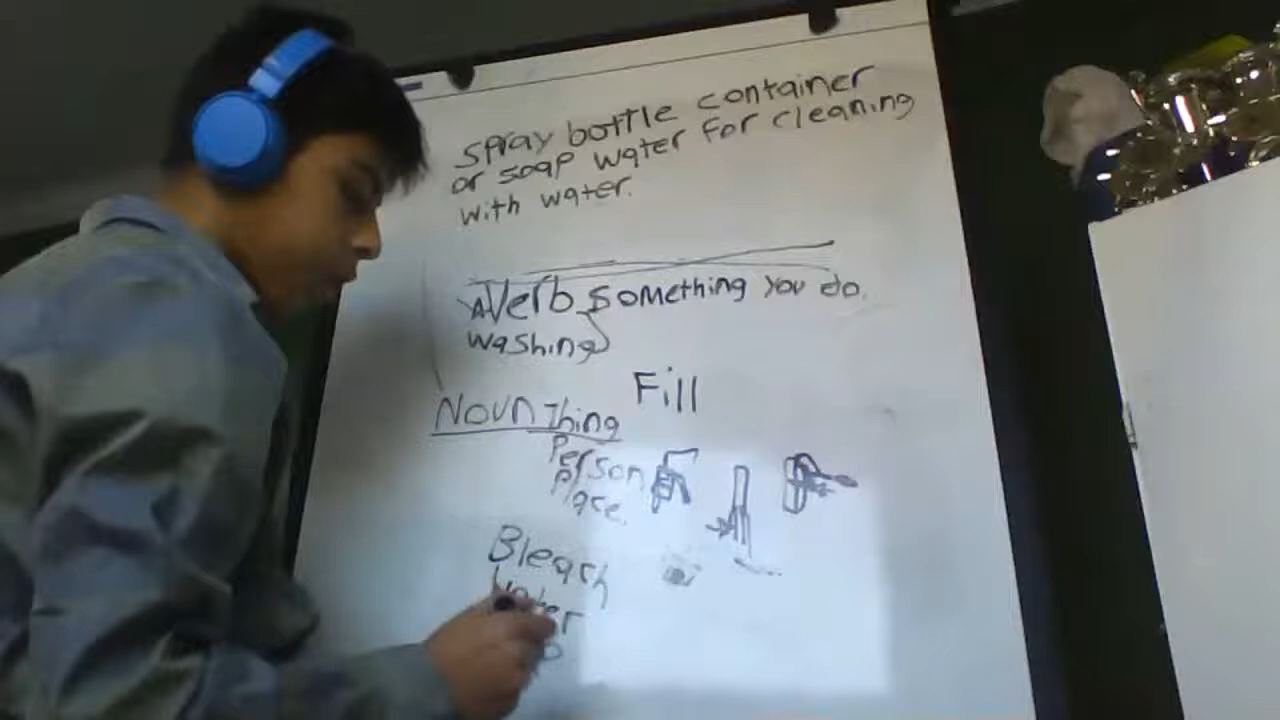 spray bottle container
or soap water for cleaning
with water.
A Verb something you do.
washing
Fill
Noun Thing
Person
Place.
Bleach
Water